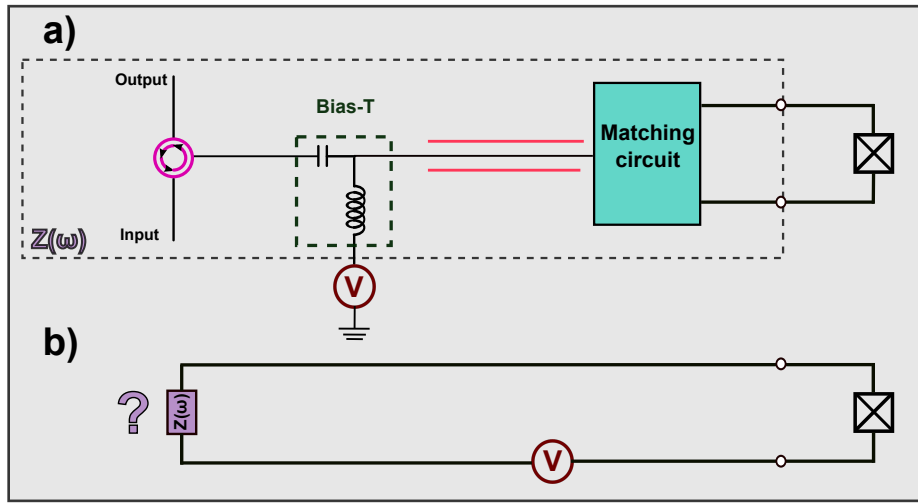 a)
Output
Bias-T
Matching
circuit
Input
Z(ω)
V
b)
?
Z(ω)
V